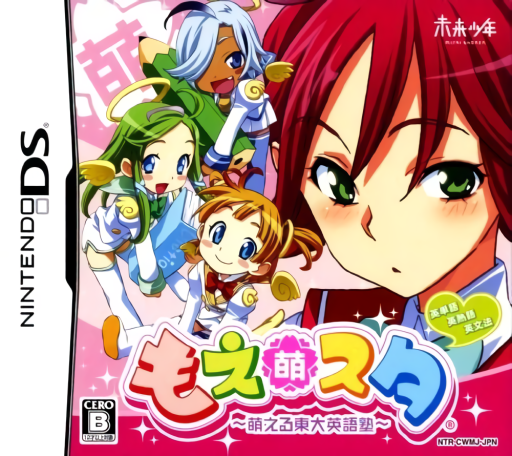 NINTENDO DS
萌
未来少年
英単語
英熟語
英文法
もえ萌スタ
～萌える東大英語塾～
®
CERO
B
12才以上対象
NTR-CWMJ-JPN